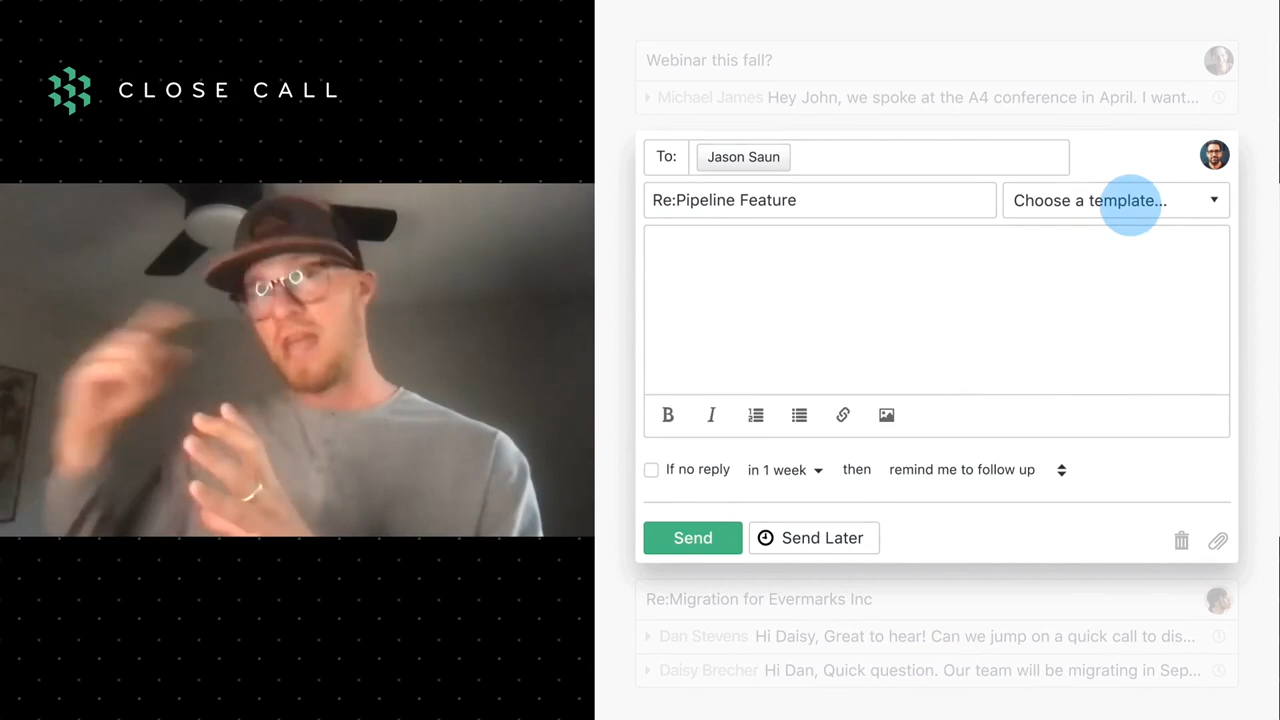 CLOSE CALL
Webinar this fall?
Michael James Hey John, we spoke at the A4 conference in April. I want...
To: Jason Saun
Re:Pipeline Feature Choose a template...
B I
If no reply in 1 week then remind me to follow up
Send Send Later
Re:Migration for Evermarks Inc
Dan Stevens Hi Daisy, Great to hear! Can we jump on a quick call to dis...
Daisy Brecher Hi Dan, Quick question. Our team will be migrating in Sep...